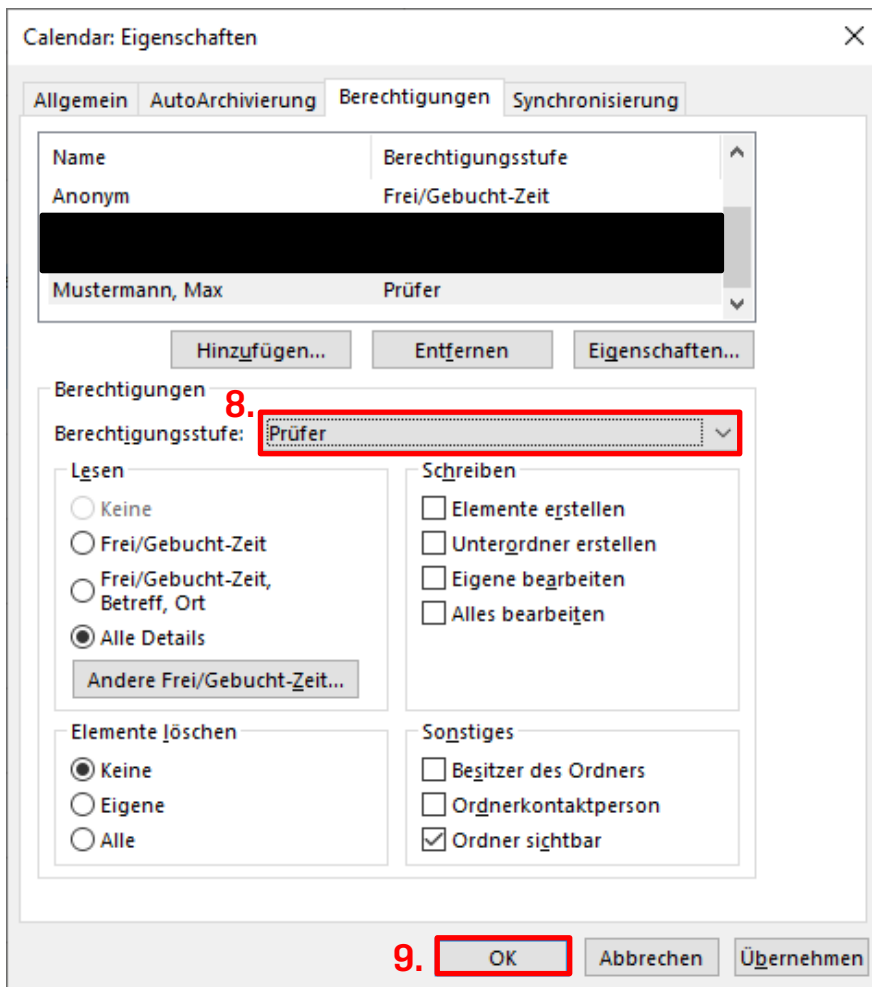 Calendar: Eigenschaften
Allgemein AutoArchivierung Berechtigungen Synchronisierung
Name Berechtigungsstufe
Anonym Frei/Gebucht-Zeit
Mustermann, Max Prüfer
Hinzufügen... Entfernen Eigenschaften...
Berechtigungen
8.
Berechtigungsstufe: Prüfer
Lesen
Keine
Frei/Gebucht-Zeit
Frei/Gebucht-Zeit,
Betreff, Ort
Alle Details
Andere Frei/Gebucht-Zeit...
Schreiben
Elemente erstellen
Unterordner erstellen
Eigene bearbeiten
Alles bearbeiten
Elemente löschen
Keine
Eigene
Alle
Sonstiges
Besitzer des Ordners
Ordnerkontaktperson
Ordner sichtbar
9. OK Abbrechen Übernehmen